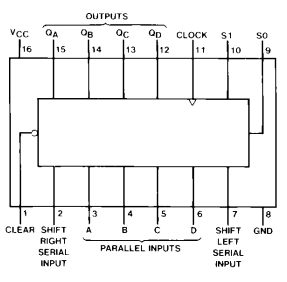 OUTPUTS
VCC QA QB QC QD CLOCK S1 S0
16 15 14 13 12 11 10 9
1 2 3 4 5 6 7 8
CLEAR SHIFT RIGHT SERIAL INPUT A B C D SHIFT LEFT SERIAL INPUT GND
PARALLEL INPUTS